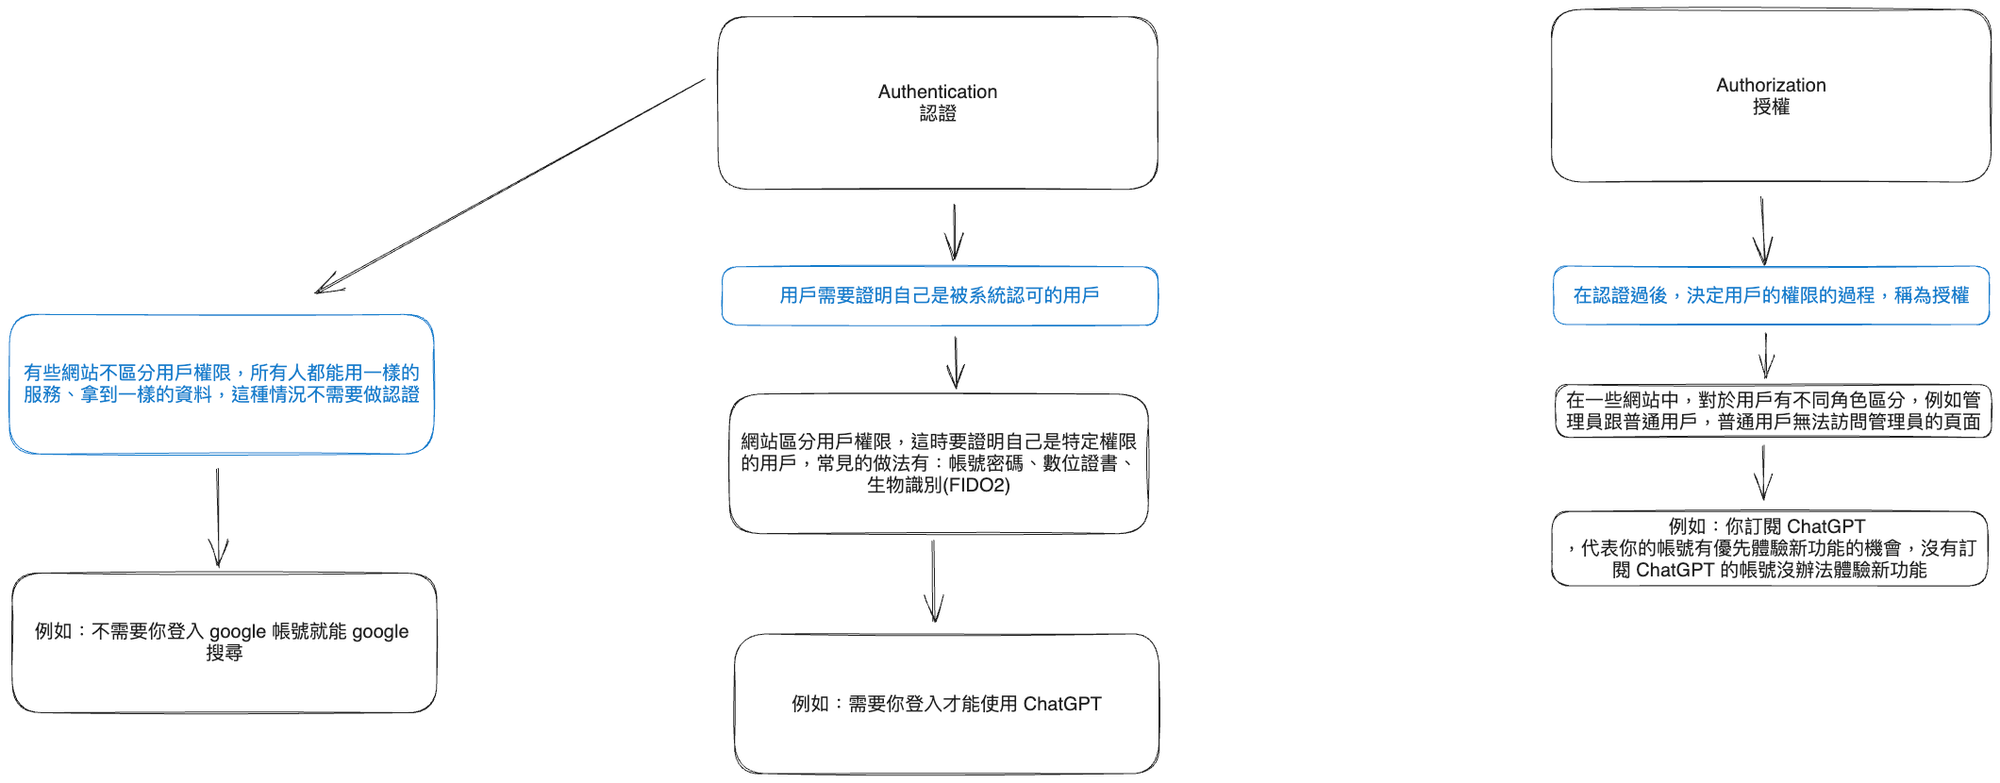 Authentication
認證
Authorization
授權
用戶需要證明自己是被系統認可的用戶
在認證過後，決定用戶的權限的過程，稱為授權
有些網站不區分用戶權限，所有人都能用一樣的
服務、拿到一樣的資料，這種情況不需要做認證
網站區分用戶權限，這時要證明自己是特定權限
的用戶，常見的做法有：帳號密碼、數位證書、
生物識別(FIDO2)
在一些網站中，對於用戶有不同角色區分，例如管
理員跟普通用戶，普通用戶無法訪問管理員的頁面
例如：你訂閱 ChatGPT
，代表你的帳號有優先體驗新功能的機會，沒有訂
閱 ChatGPT 的帳號沒辦法體驗新功能
例如：不需要你登入 google 帳號就能 google
搜尋
例如：需要你登入才能使用 ChatGPT